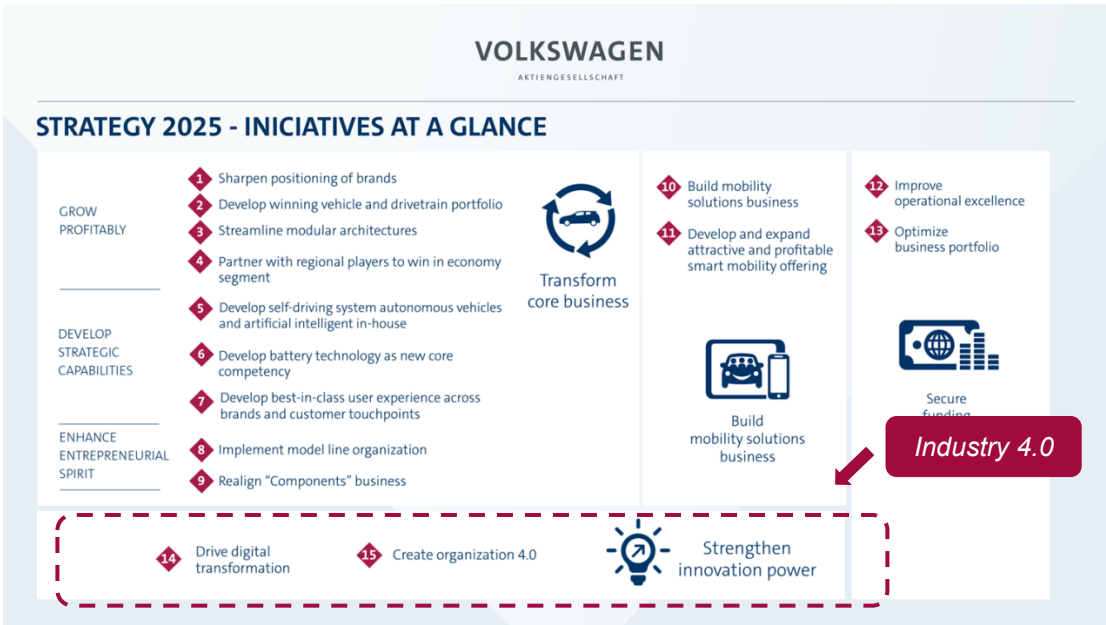 VOLKSWAGEN
AKTIENGESELLSCHAFT
STRATEGY 2025 - INICIATIVES AT A GLANCE
GROW
PROFITABLY
1 Sharpen positioning of brands
2 Develop winning vehicle and drivetrain portfolio
3 Streamline modular architectures
4 Partner with regional players to win in economy
segment
DEVELOP
STRATEGIC
CAPABILITIES
5 Develop self-driving system autonomous vehicles
and artificial intelligent in-house
6 Develop battery technology as new core
competency
7 Develop best-in-class user experience across
brands and customer touchpoints
ENHANCE
ENTREPRENEURIAL
SPIRIT
8 Implement model line organization
9 Realign “Components” business
Transform
core business
10 Build mobility
solutions business
11 Develop and expand
attractive and profitable
smart mobility offering
Build
mobility solutions
business
12 Improve
operational excellence
13 Optimize
business portfolio
Secure
funding
Industry 4.0
14 Drive digital
transformation
15 Create organization 4.0
Strengthen
innovation power